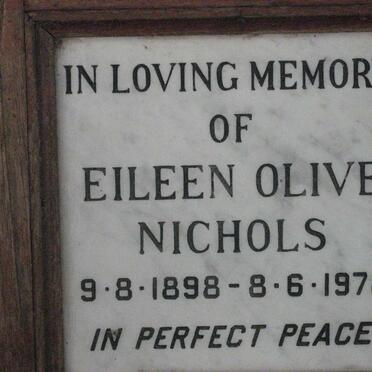 IN LOVING MEMOR
OF
EILEEN OLIVE
NICHOLS
9·8·1898-8·6·197
IN PERFECT PEACE